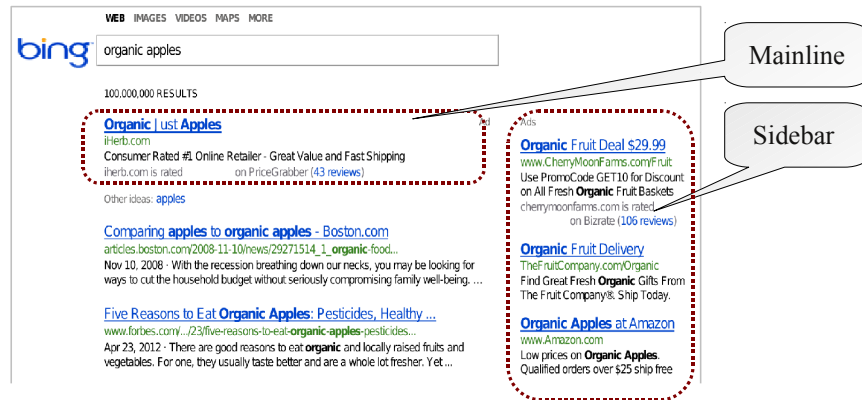 WEB IMAGES VIDEOS MAPS MORE
bing
organic apples
100,000,000 RESULTS
Organic Just Apples
Ad
iHerb.com
Consumer Rated #1 Online Retailer - Great Value and Fast Shipping
iherb.com is rated on PriceGrabber (43 reviews)
Other ideas: apples
Comparing apples to organic apples - Boston.com
articles.boston.com/2008-11-10/news/29271514_1_organic-food...
Nov 10, 2008 · With the recession breathing down our necks, you may be looking for
ways to cut the household budget without seriously compromising family well-being. ...
Five Reasons to Eat Organic Apples: Pesticides, Healthy ...
www.forbes.com/.../23/five-reasons-to-eat-organic-apples-pesticides...
Apr 23, 2012 · There are good reasons to eat organic and locally raised fruits and
vegetables. For one, they usually taste better and are a whole lot fresher. Yet ...
Ads
Organic Fruit Deal $29.99
www.CherryMoonFarms.com/Fruit
Use PromoCode GET10 for Discount
on All Fresh Organic Fruit Baskets
cherrymoonfarms.com is rated
on Bizrate (106 reviews)
Organic Fruit Delivery
TheFruitCompany.com/Organic
Find Great Fresh Organic Gifts From
The Fruit Company®. Ship Today.
Organic Apples at Amazon
www.Amazon.com
Low prices on Organic Apples.
Qualified orders over $25 ship free
Mainline
Sidebar